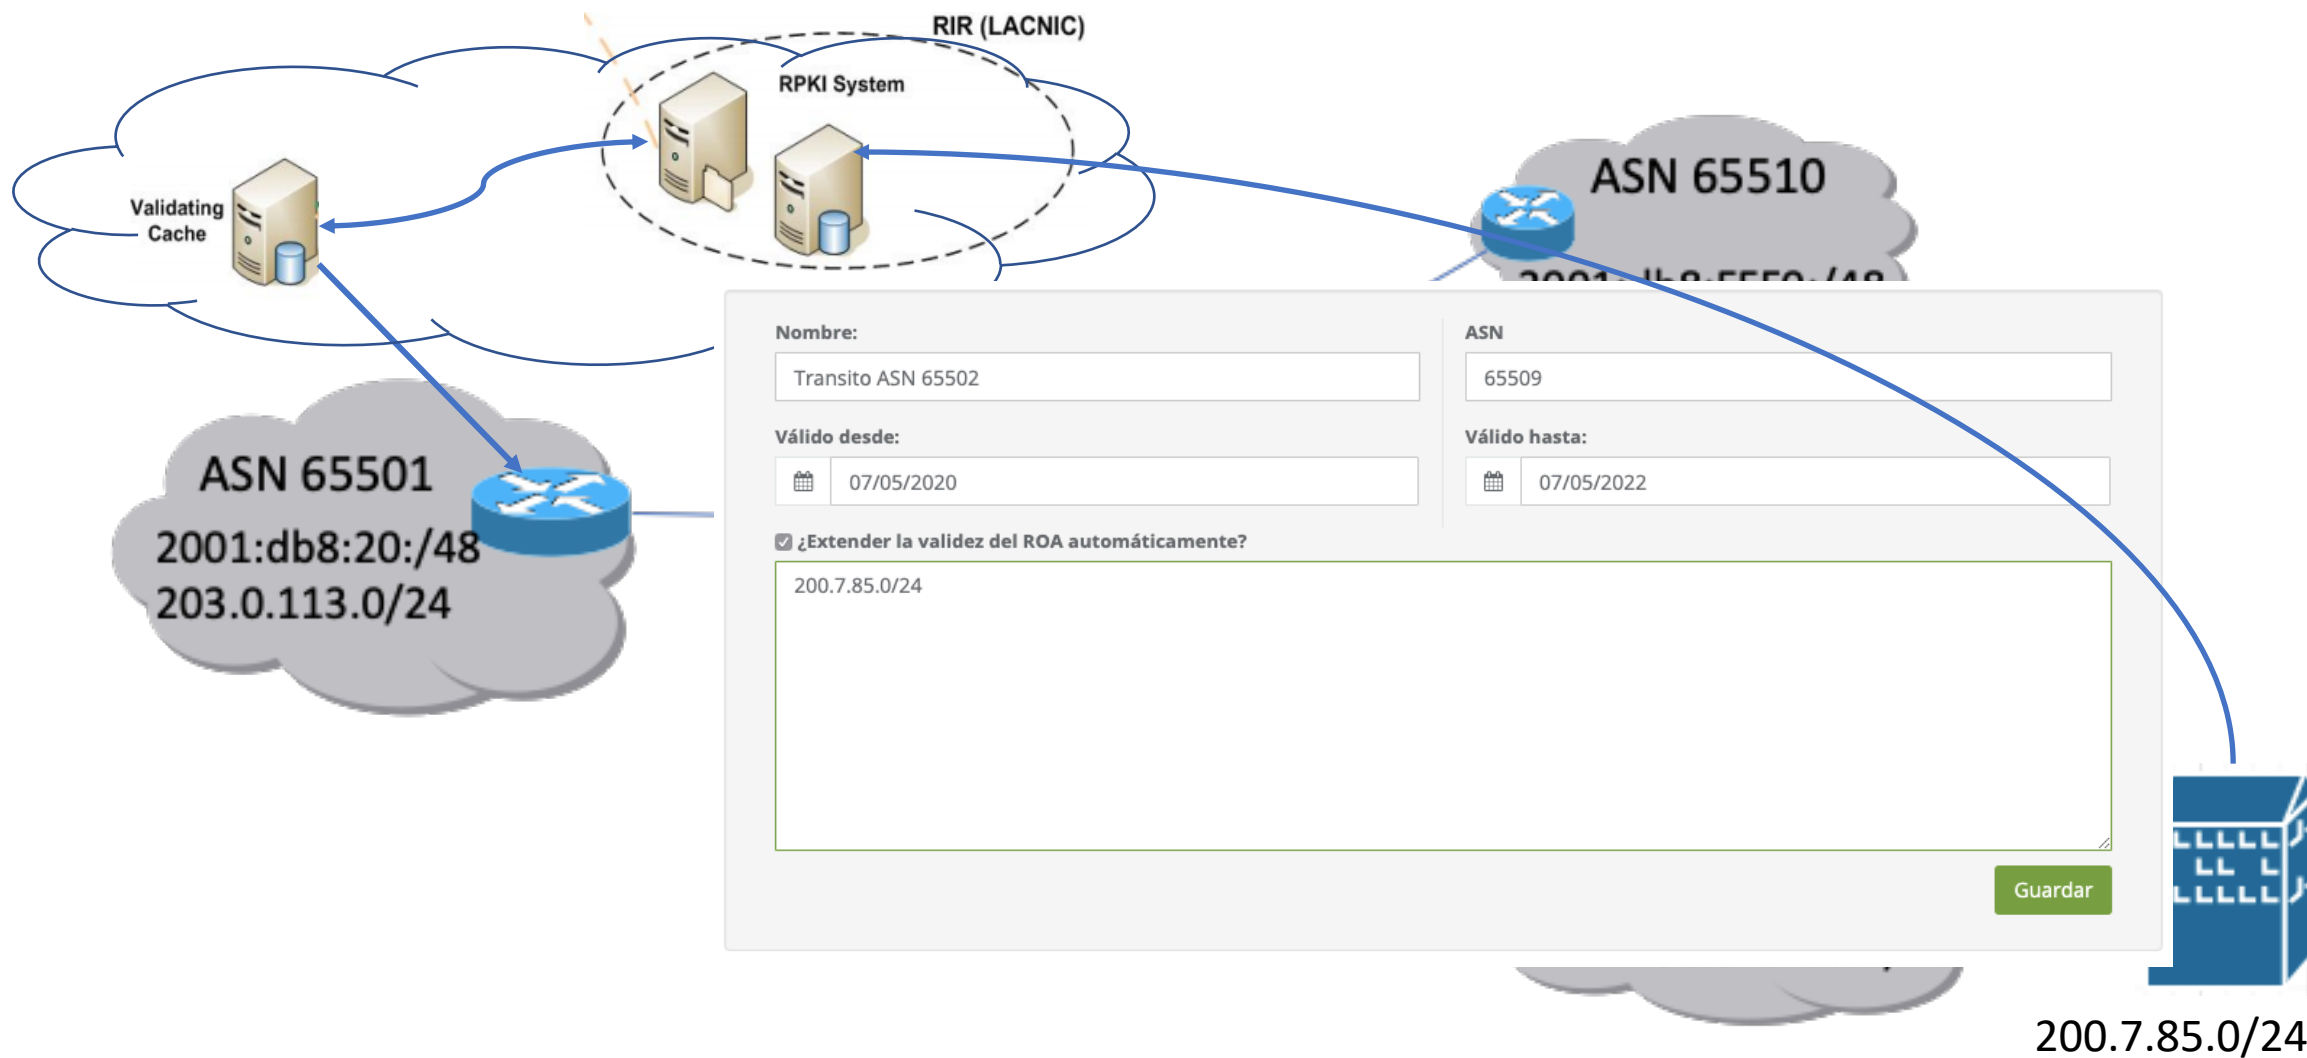 RIR (LACNIC)
RPKI System
Validating
Cache
ASN 65510
ASN 65501
2001:db8:20:/48
203.0.113.0/24
Nombre:
Transito ASN 65502
ASN
65509
Válido desde:
07/05/2020
Válido hasta:
07/05/2022
¿Extender la validez del ROA automáticamente?
200.7.85.0/24
Guardar
200.7.85.0/24